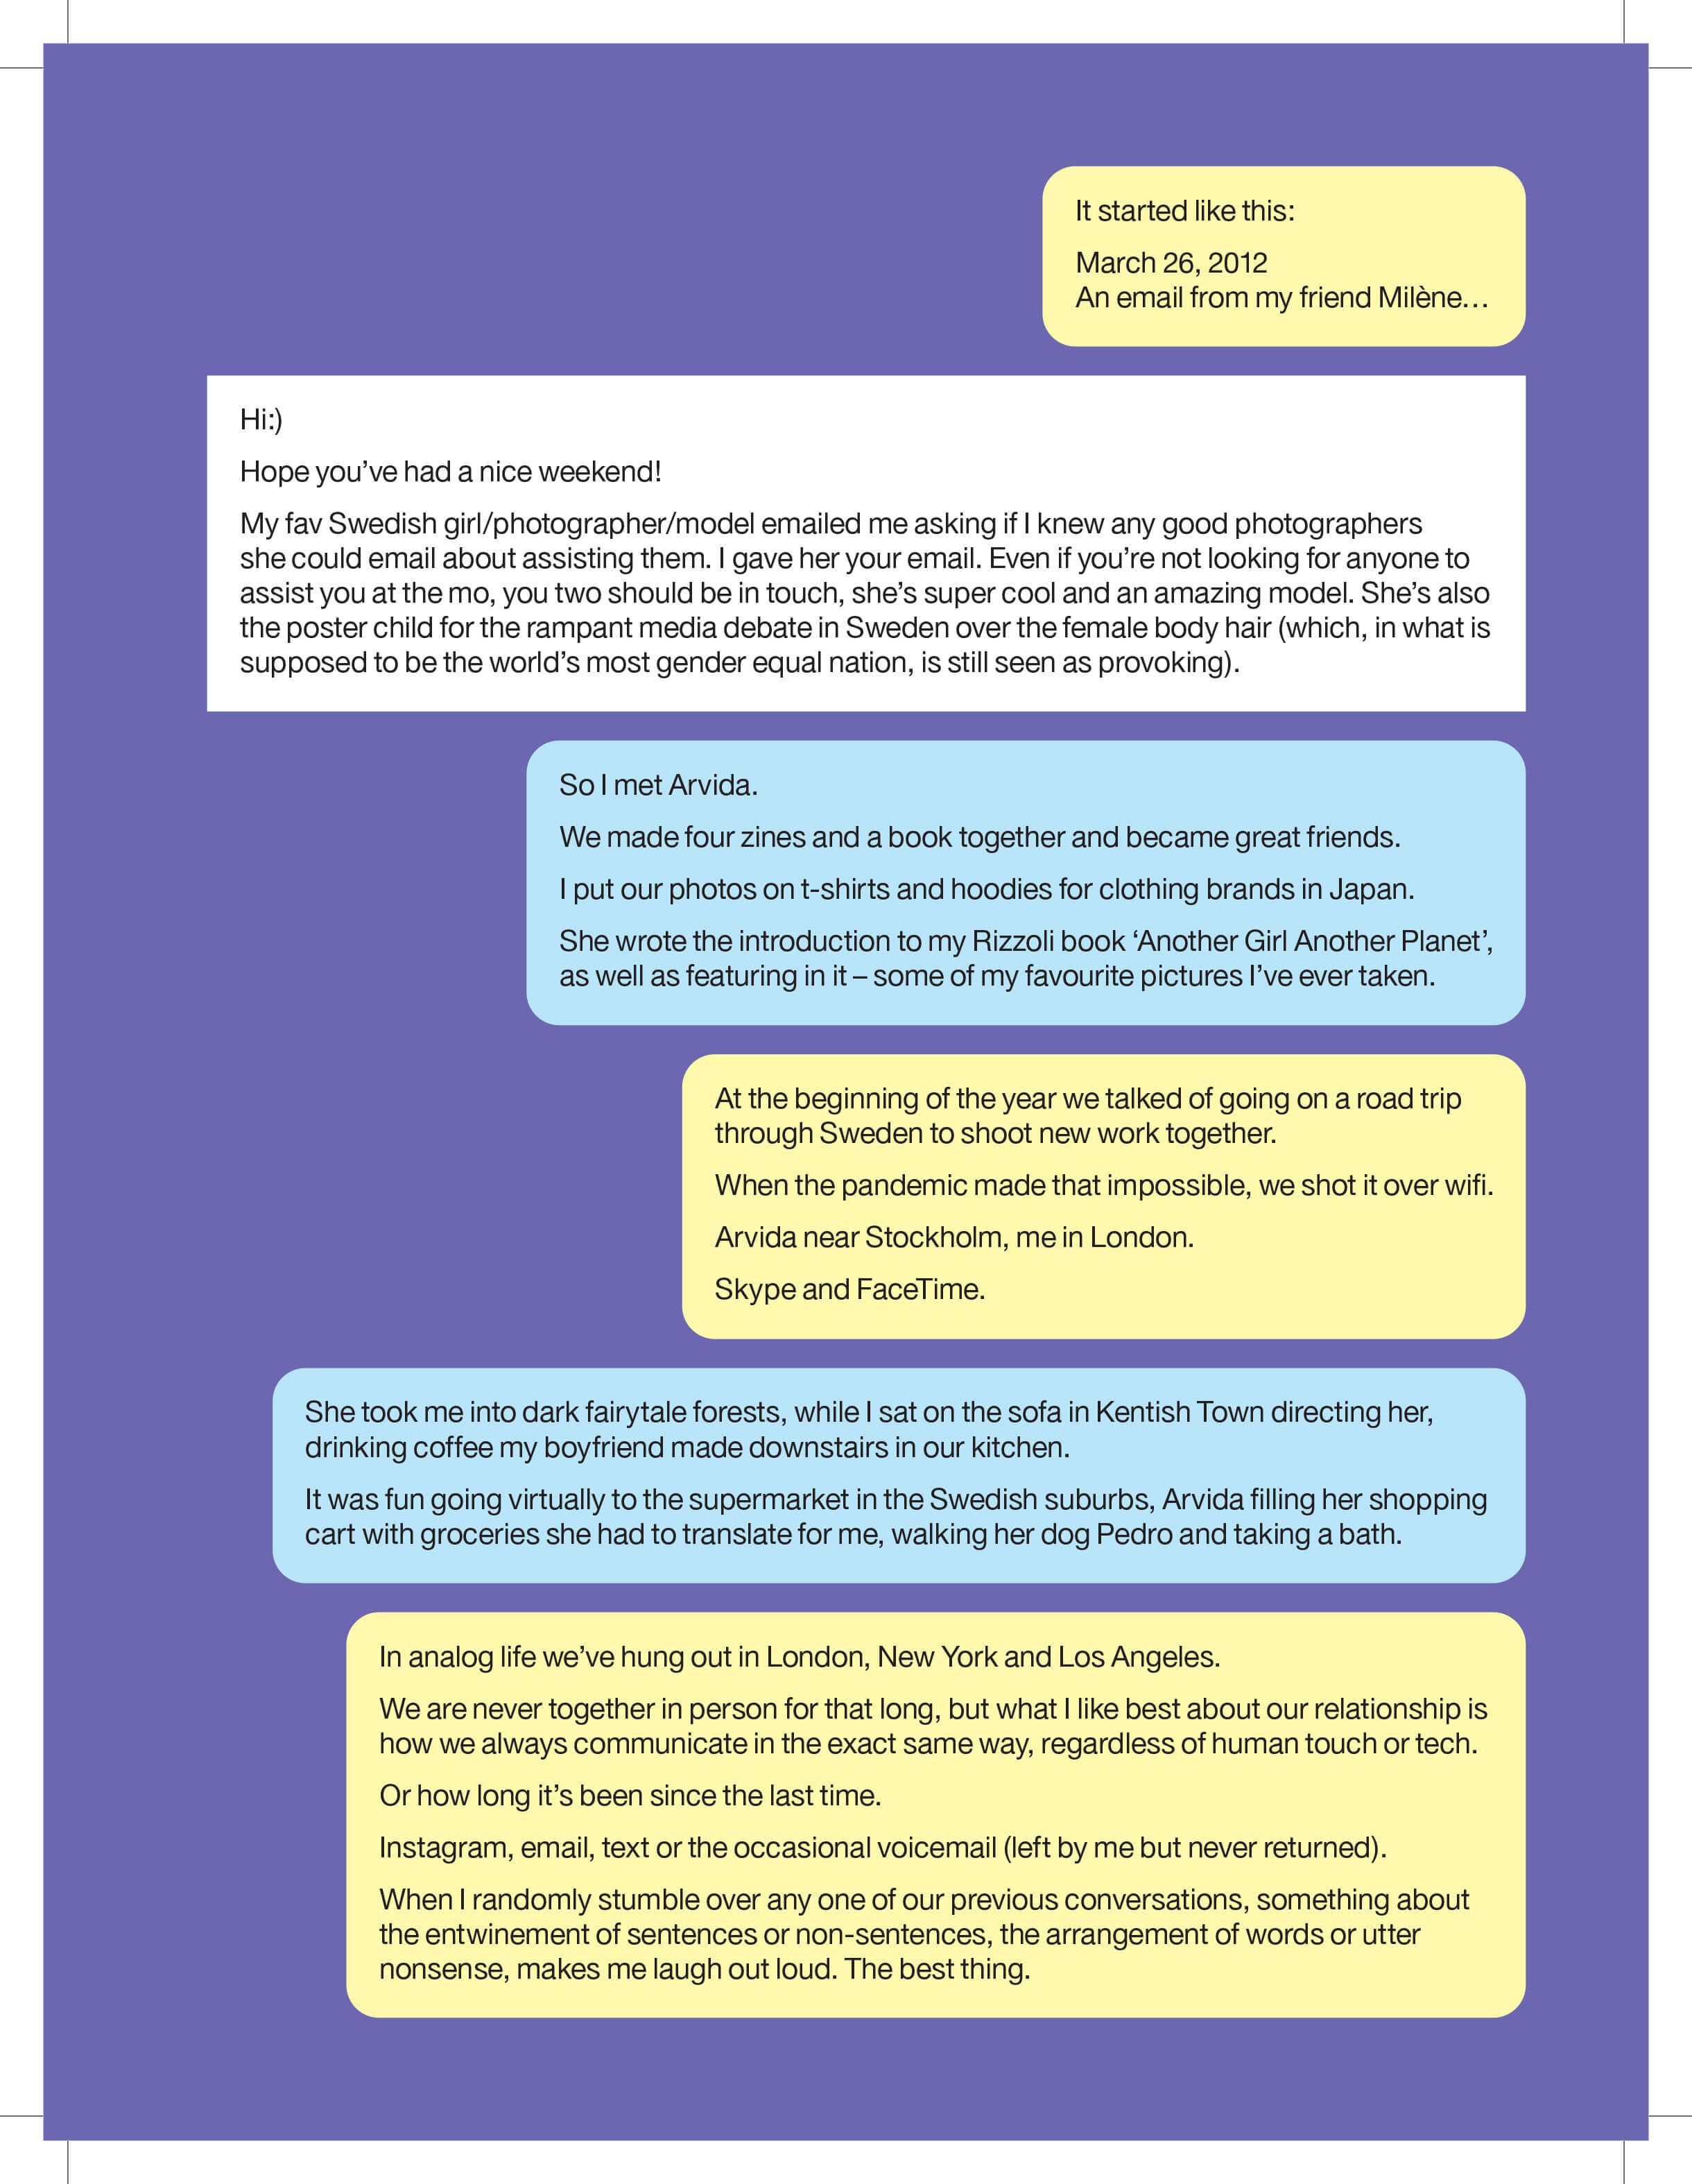 It started like this:
March 26, 2012
An email from my friend Milène…
Hi:)
Hope you’ve had a nice weekend!
My fav Swedish girl/photographer/model emailed me asking if I knew any good photographers
she could email about assisting them. I gave her your email. Even if you’re not looking for anyone to
assist you at the mo, you two should be in touch, she’s super cool and an amazing model. She’s also
the poster child for the rampant media debate in Sweden over the female body hair (which, in what is
supposed to be the world’s most gender equal nation, is still seen as provoking).
So I met Arvida.
We made four zines and a book together and became great friends.
I put our photos on t-shirts and hoodies for clothing brands in Japan.
She wrote the introduction to my Rizzoli book ‘Another Girl Another Planet’,
as well as featuring in it – some of my favourite pictures I’ve ever taken.
At the beginning of the year we talked of going on a road trip
through Sweden to shoot new work together.
When the pandemic made that impossible, we shot it over wifi.
Arvida near Stockholm, me in London.
Skype and FaceTime.
She took me into dark fairytale forests, while I sat on the sofa in Kentish Town directing her,
drinking coffee my boyfriend made downstairs in our kitchen.
It was fun going virtually to the supermarket in the Swedish suburbs, Arvida filling her shopping
cart with groceries she had to translate for me, walking her dog Pedro and taking a bath.
In analog life we’ve hung out in London, New York and Los Angeles.
We are never together in person for that long, but what I like best about our relationship is
how we always communicate in the exact same way, regardless of human touch or tech.
Or how long it’s been since the last time.
Instagram, email, text or the occasional voicemail (left by me but never returned).
When I randomly stumble over any one of our previous conversations, something about
the entwinement of sentences or non-sentences, the arrangement of words or utter
nonsense, makes me laugh out loud. The best thing.